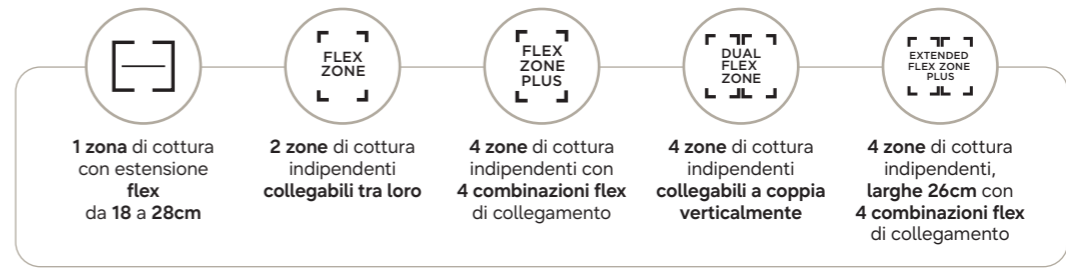 FLEX
ZONE
FLEX
ZONE
PLUS
DUAL
FLEX
ZONE
EXTENDED
FLEX ZONE
PLUS
1 zona di cottura
con estensione
flex
da 18 a 28cm
2 zone di cottura
indipendenti
collegabili tra loro
4 zone di cottura
indipendenti con
4 combinazioni flex
di collegamento
4 zone di cottura
indipendenti
collegabili a coppia
verticalmente
4 zone di cottura
indipendenti,
larghe 26cm con
4 combinazioni flex
di collegamento